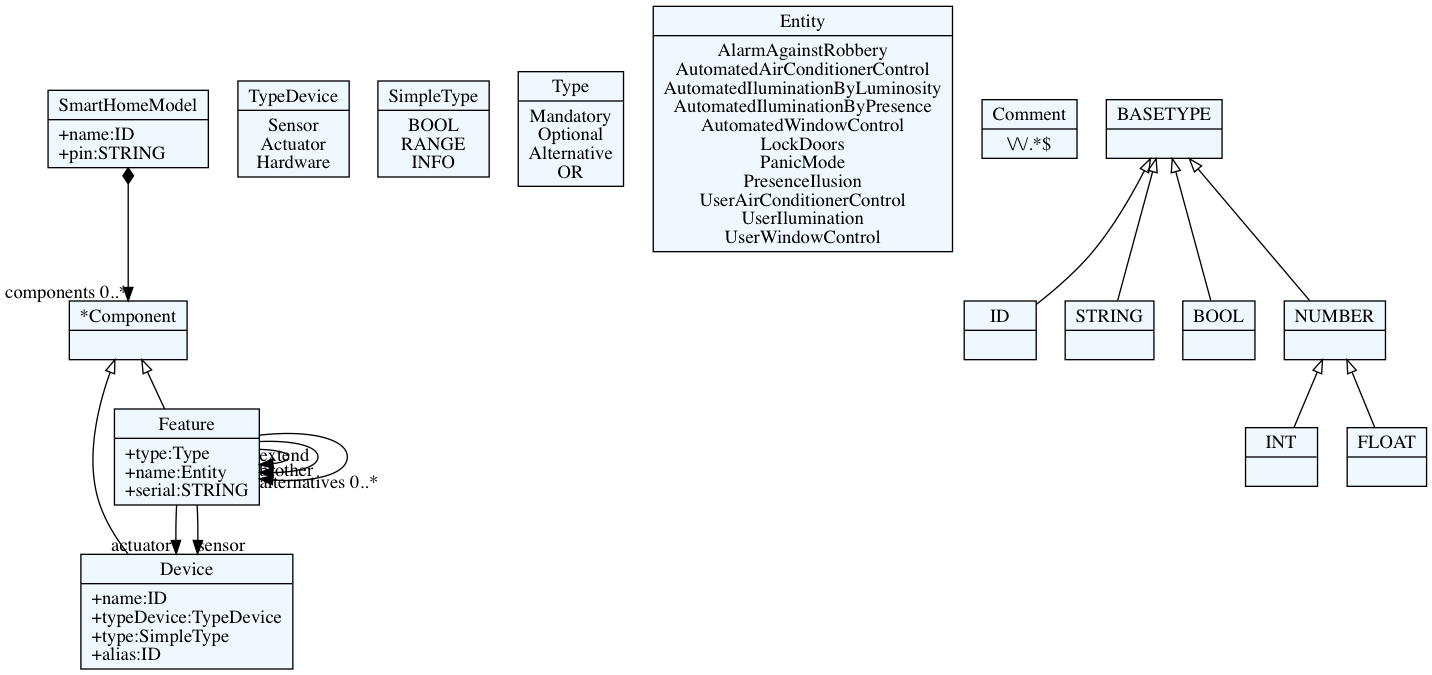 SmartHomeModel
+name:ID
+pin:STRING
TypeDevice
Sensor
Actuator
Hardware
SimpleType
BOOL
RANGE
INFO
Type
Mandatory
Optional
Alternative
OR
Entity
AlarmAgainstRobbery
AutomatedAirConditionerControl
AutomatedIluminationByLuminosity
AutomatedIluminationByPresence
AutomatedWindowControl
LockDoors
PanicMode
PresenceIlusion
UserAirConditionerControl
UserIlumination
UserWindowControl
Comment
\/\/.*$
BASETYPE
components 0..*
*Component
ID
STRING
BOOL
NUMBER
INT
FLOAT
Feature
+type:Type
+name:Entity
+serial:STRING
extend
alternatives 0..*
actuator
sensor
Device
+name:ID
+typeDevice:TypeDevice
+type:SimpleType
+alias:ID